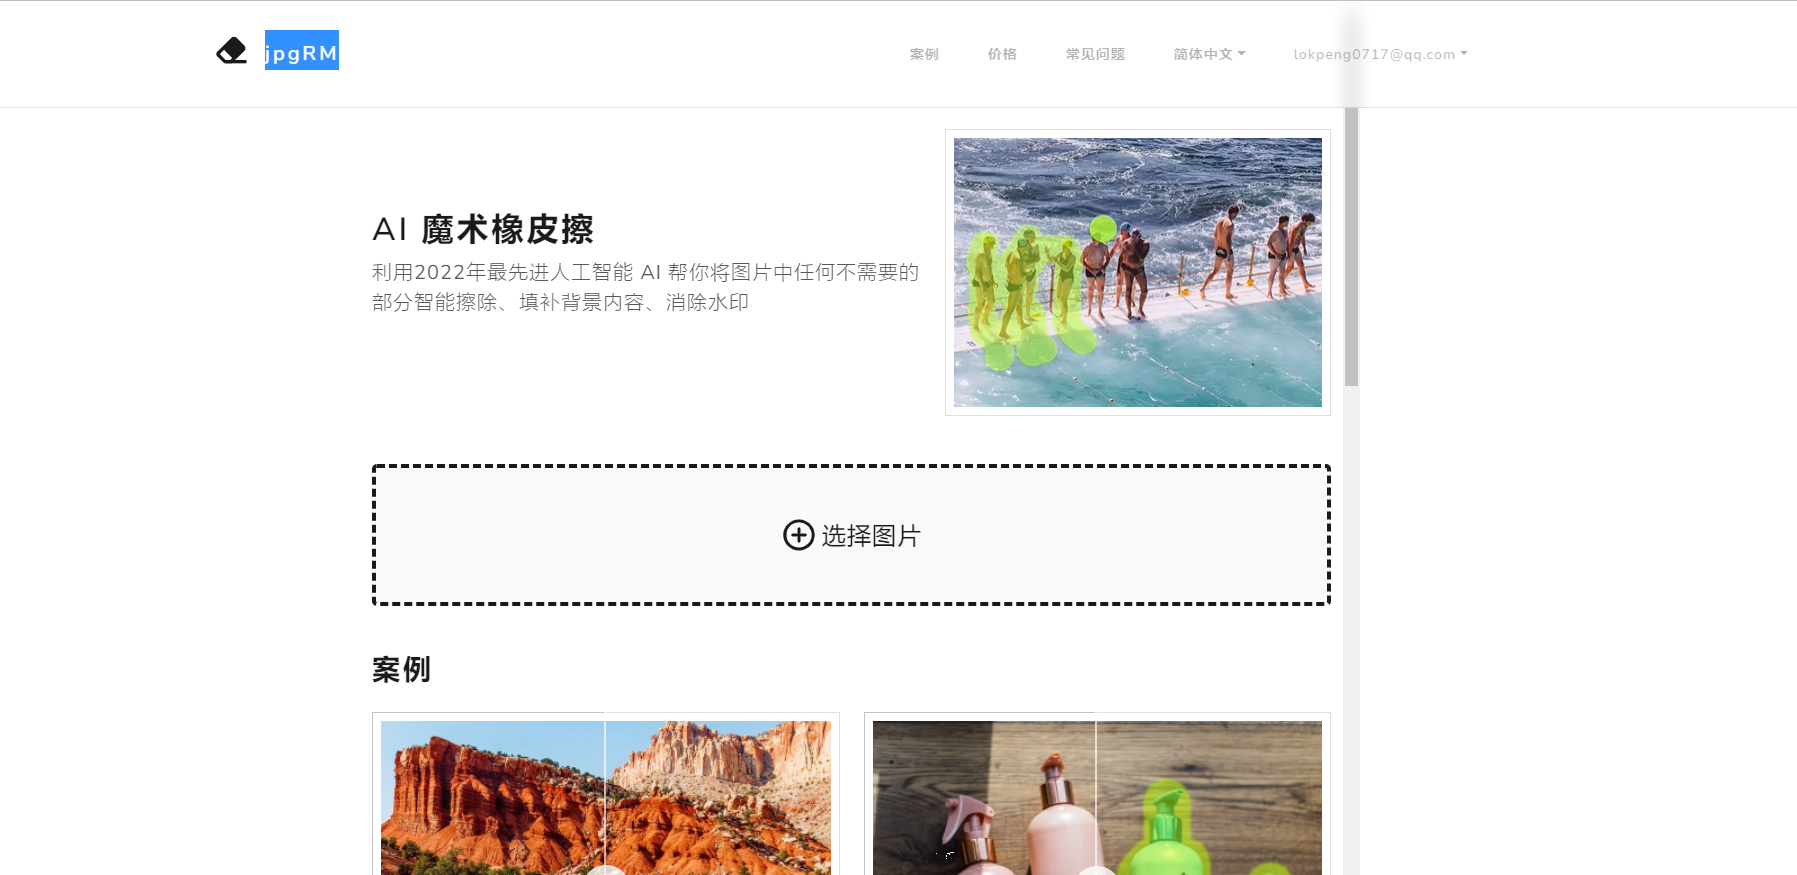 jpgRM
案例
价格
常见问题
简体中文
lokpeng0717@qq.com
AI 魔术橡皮擦
利用2022年最先进人工智能 AI 帮你将图片中任何不需要的
部分智能擦除、填补背景内容、消除水印
选择图片
案例